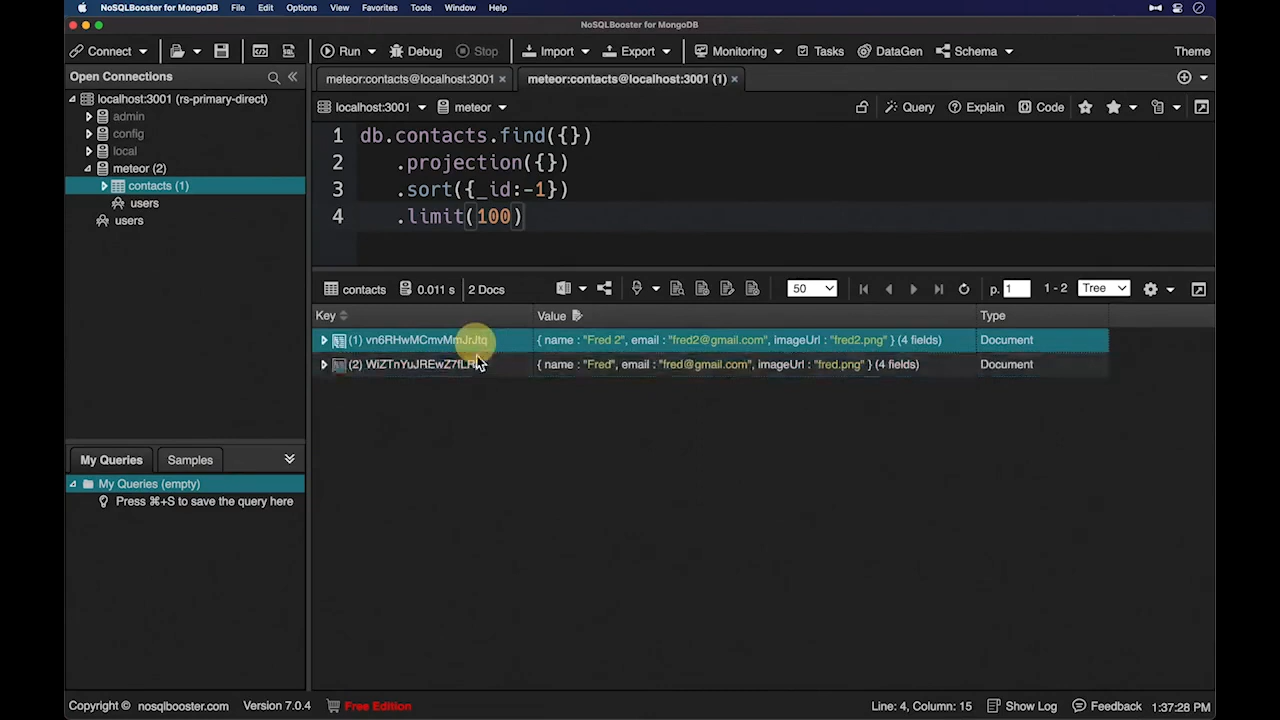 NoSQLBooster for MongoDB File Edit Options View Favorites Tools Window Help
NoSQLBooster for MongoDB
Connect Run Debug Stop Import Export Monitoring Tasks DataGen Schema Theme
Open Connections
meteor:contacts@localhost:3001 × meteor:contacts@localhost:3001 (1) ×
localhost:3001 (rs-primary-direct)
admin
config
local
meteor (2)
contacts (1)
users
users
localhost:3001 meteor Query Explain Code
1 db.contacts.find({})
2 .projection({})
3 .sort({_id:-1})
4 .limit(100)
contacts 0.011 s 2 Docs 50 p. 1 1 - 2 Tree
Key Value Type
(1) vn6RHwMCmvMmJrJtq { name : "Fred 2", email : "fred2@gmail.com", imageUrl : "fred2.png" } (4 fields) Document
(2) { name : "Fred", email : "fred@gmail.com", imageUrl : "fred.png" } (4 fields) Document
My Queries Samples
My Queries (empty)
Press ⌘+S to save the query here
Copyright © nosqlbooster.com Version 7.0.4 Free Edition Line: 4, Column: 15 Show Log Feedback 1:37:28 PM